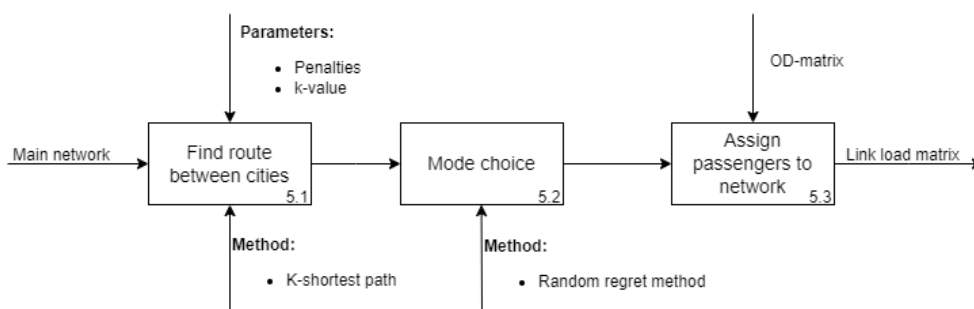 Parameters:
• Penalties
• k-value
OD-matrix
Main network
Find route
between cities
5.1
Mode choice
5.2
Assign
passengers to
network
5.3
Link load matrix
Method:
• K-shortest path
Method:
• Random regret method